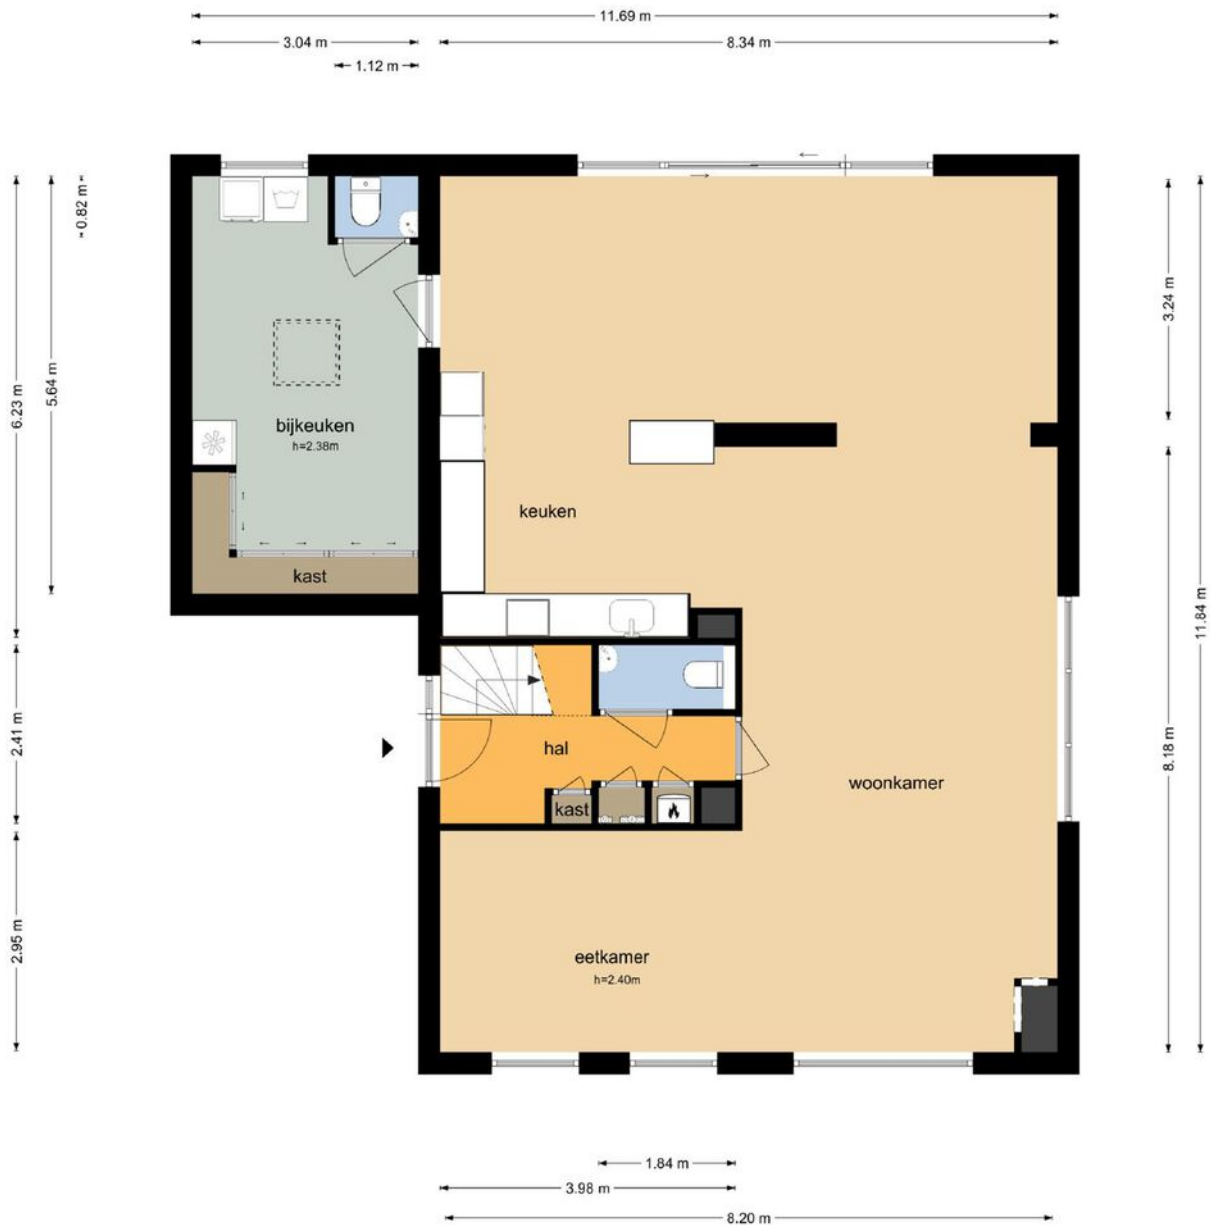 11.69 m
3.04 m
8.34 m
1.12 m
0.82 m
6.23 m
5.64 m
3.24 m
11.84 m
bijkeuken
h=2.38m
keuken
kast
2.41 m
hal
kast
woonkamer
8.18 m
2.95 m
eetkamer
h=2.40m
1.84 m
3.98 m
8.20 m